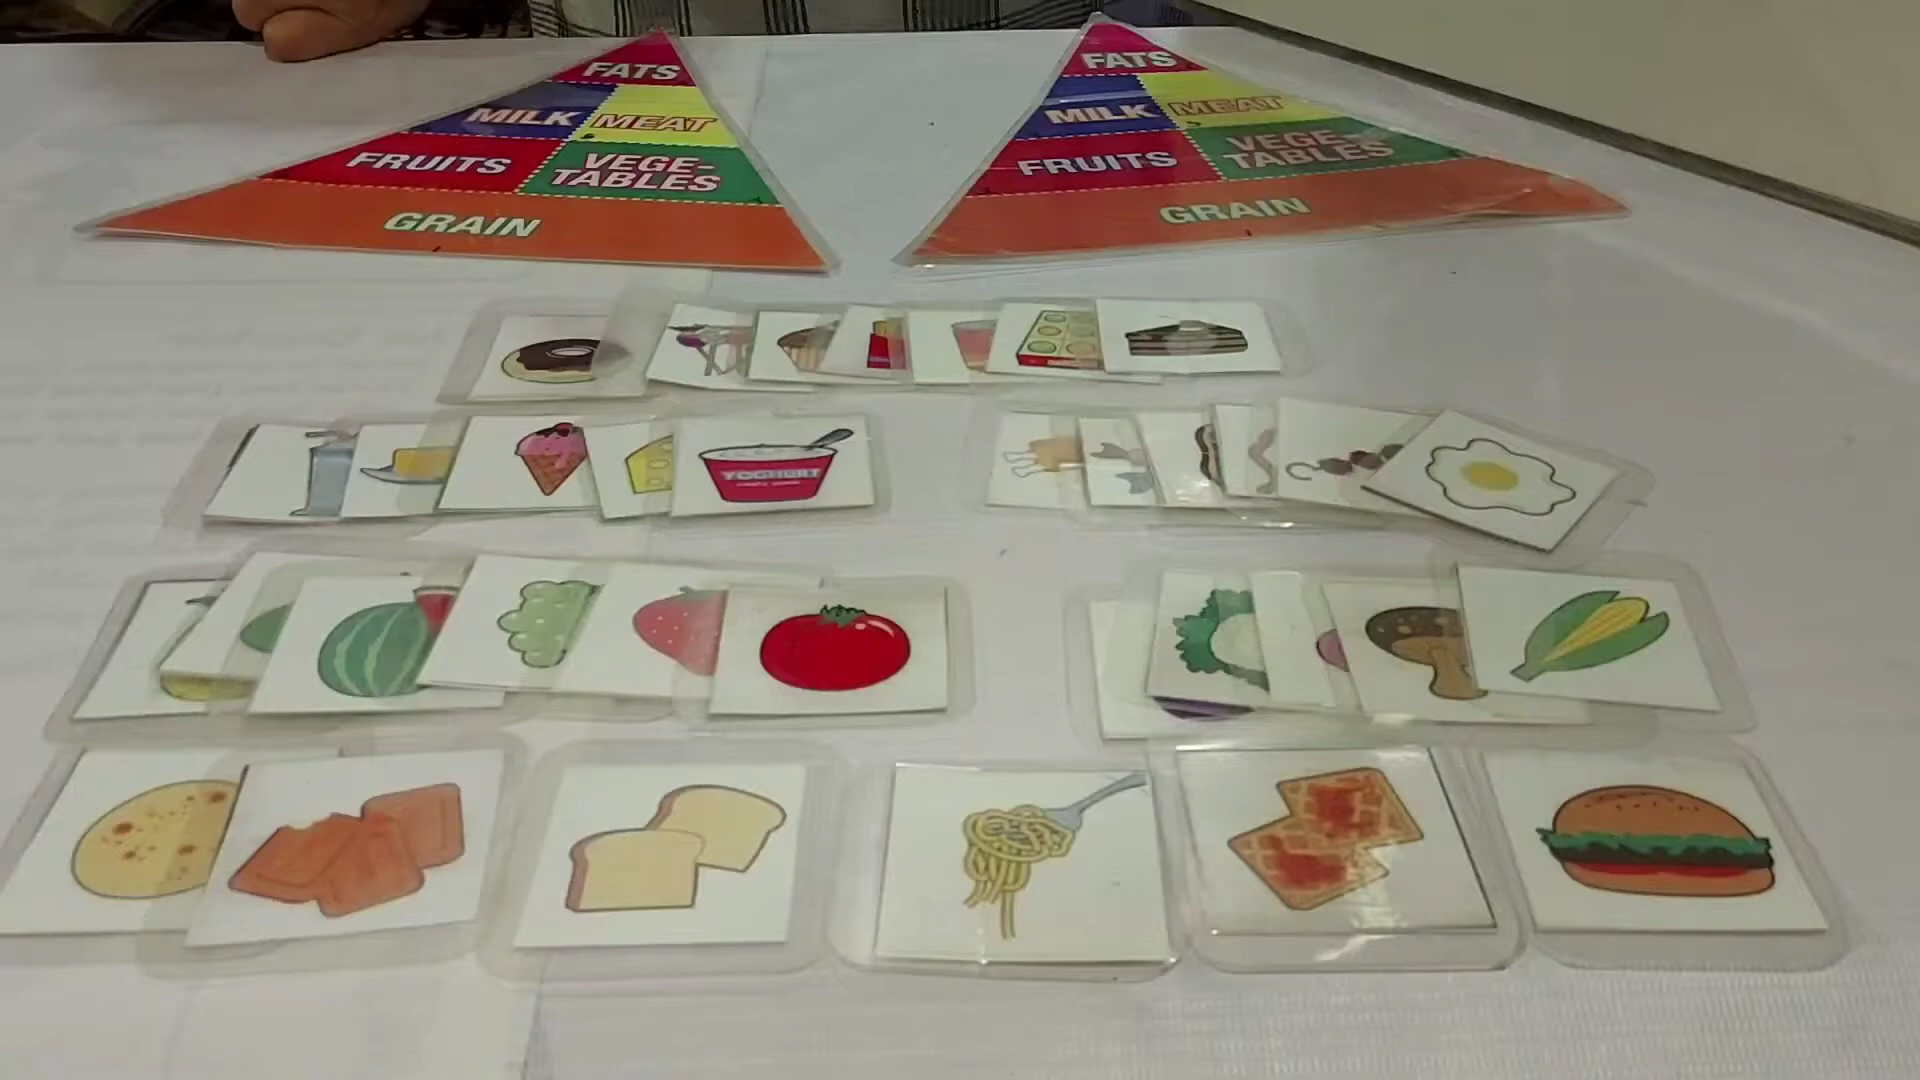 FATS
MILK
MEAT
FRUITS
VEGE-
TABLES
GRAIN
FATS
MILK
MEAT
FRUITS
VEGE-
TABLES
GRAIN
YOGHURT